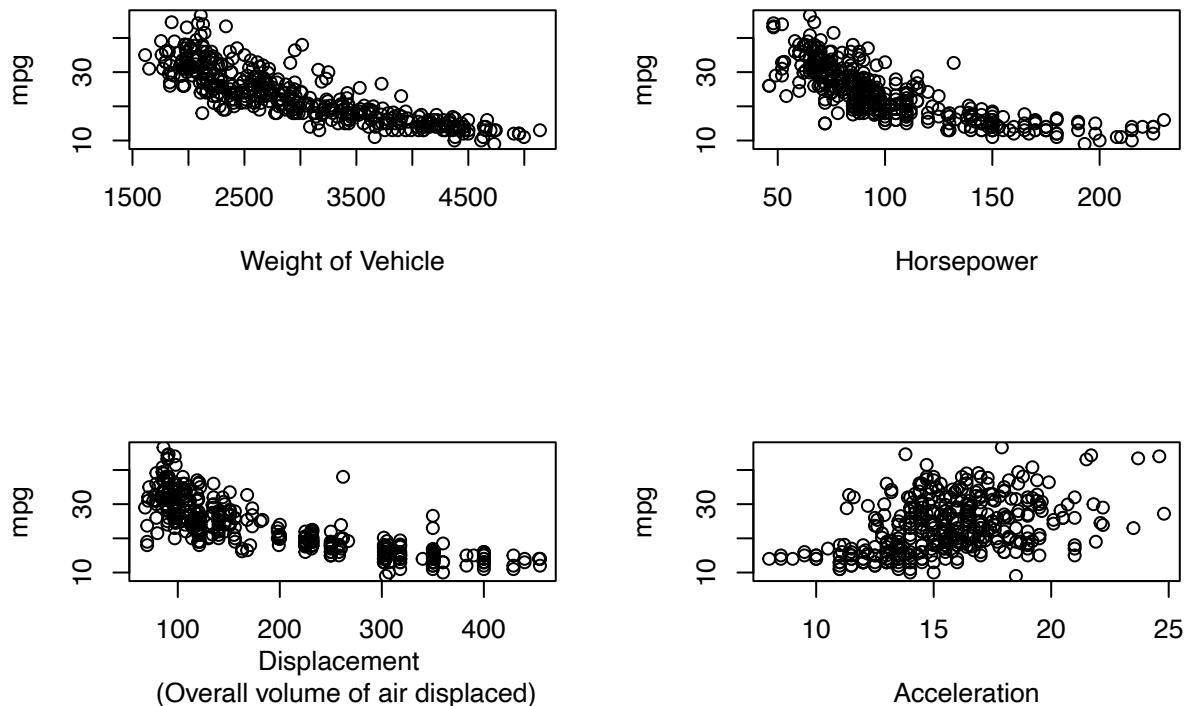 mpg
30
10
1500 2500 3500 4500
Weight of Vehicle
mpg
30
10
50 100 150 200
Horsepower
mpg
30
10
100 200 300 400
Displacement
(Overall volume of air displaced)
mpg
30
10
10 15 20 25
Acceleration